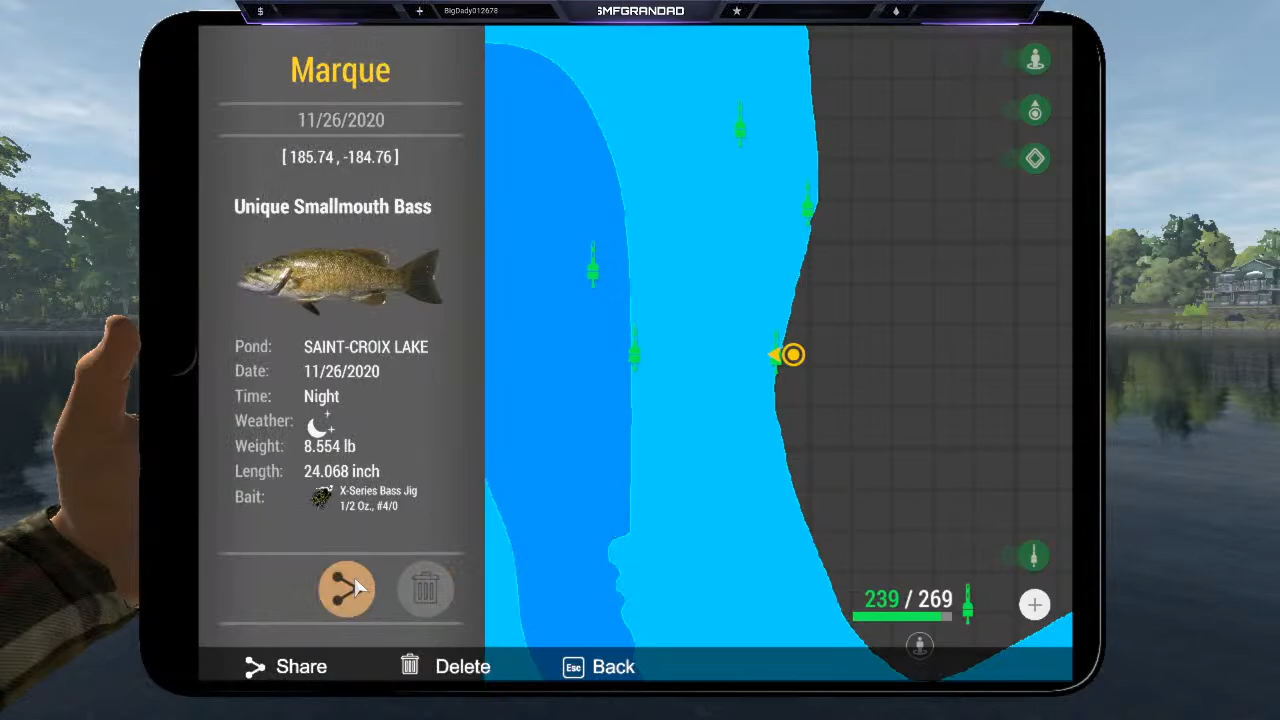 $ + BigDady012678 SMFGRANDAD
Marque
11/26/2020
[ 185.74 , -184.76 ]
Unique Smallmouth Bass
Pond: SAINT-CROIX LAKE
Date: 11/26/2020
Time: Night
Weather:
Weight: 8.554 lb
Length: 24.068 inch
Bait: X-Series Bass Jig
1/2 Oz., #4/0
239 / 269
Share Delete Esc Back